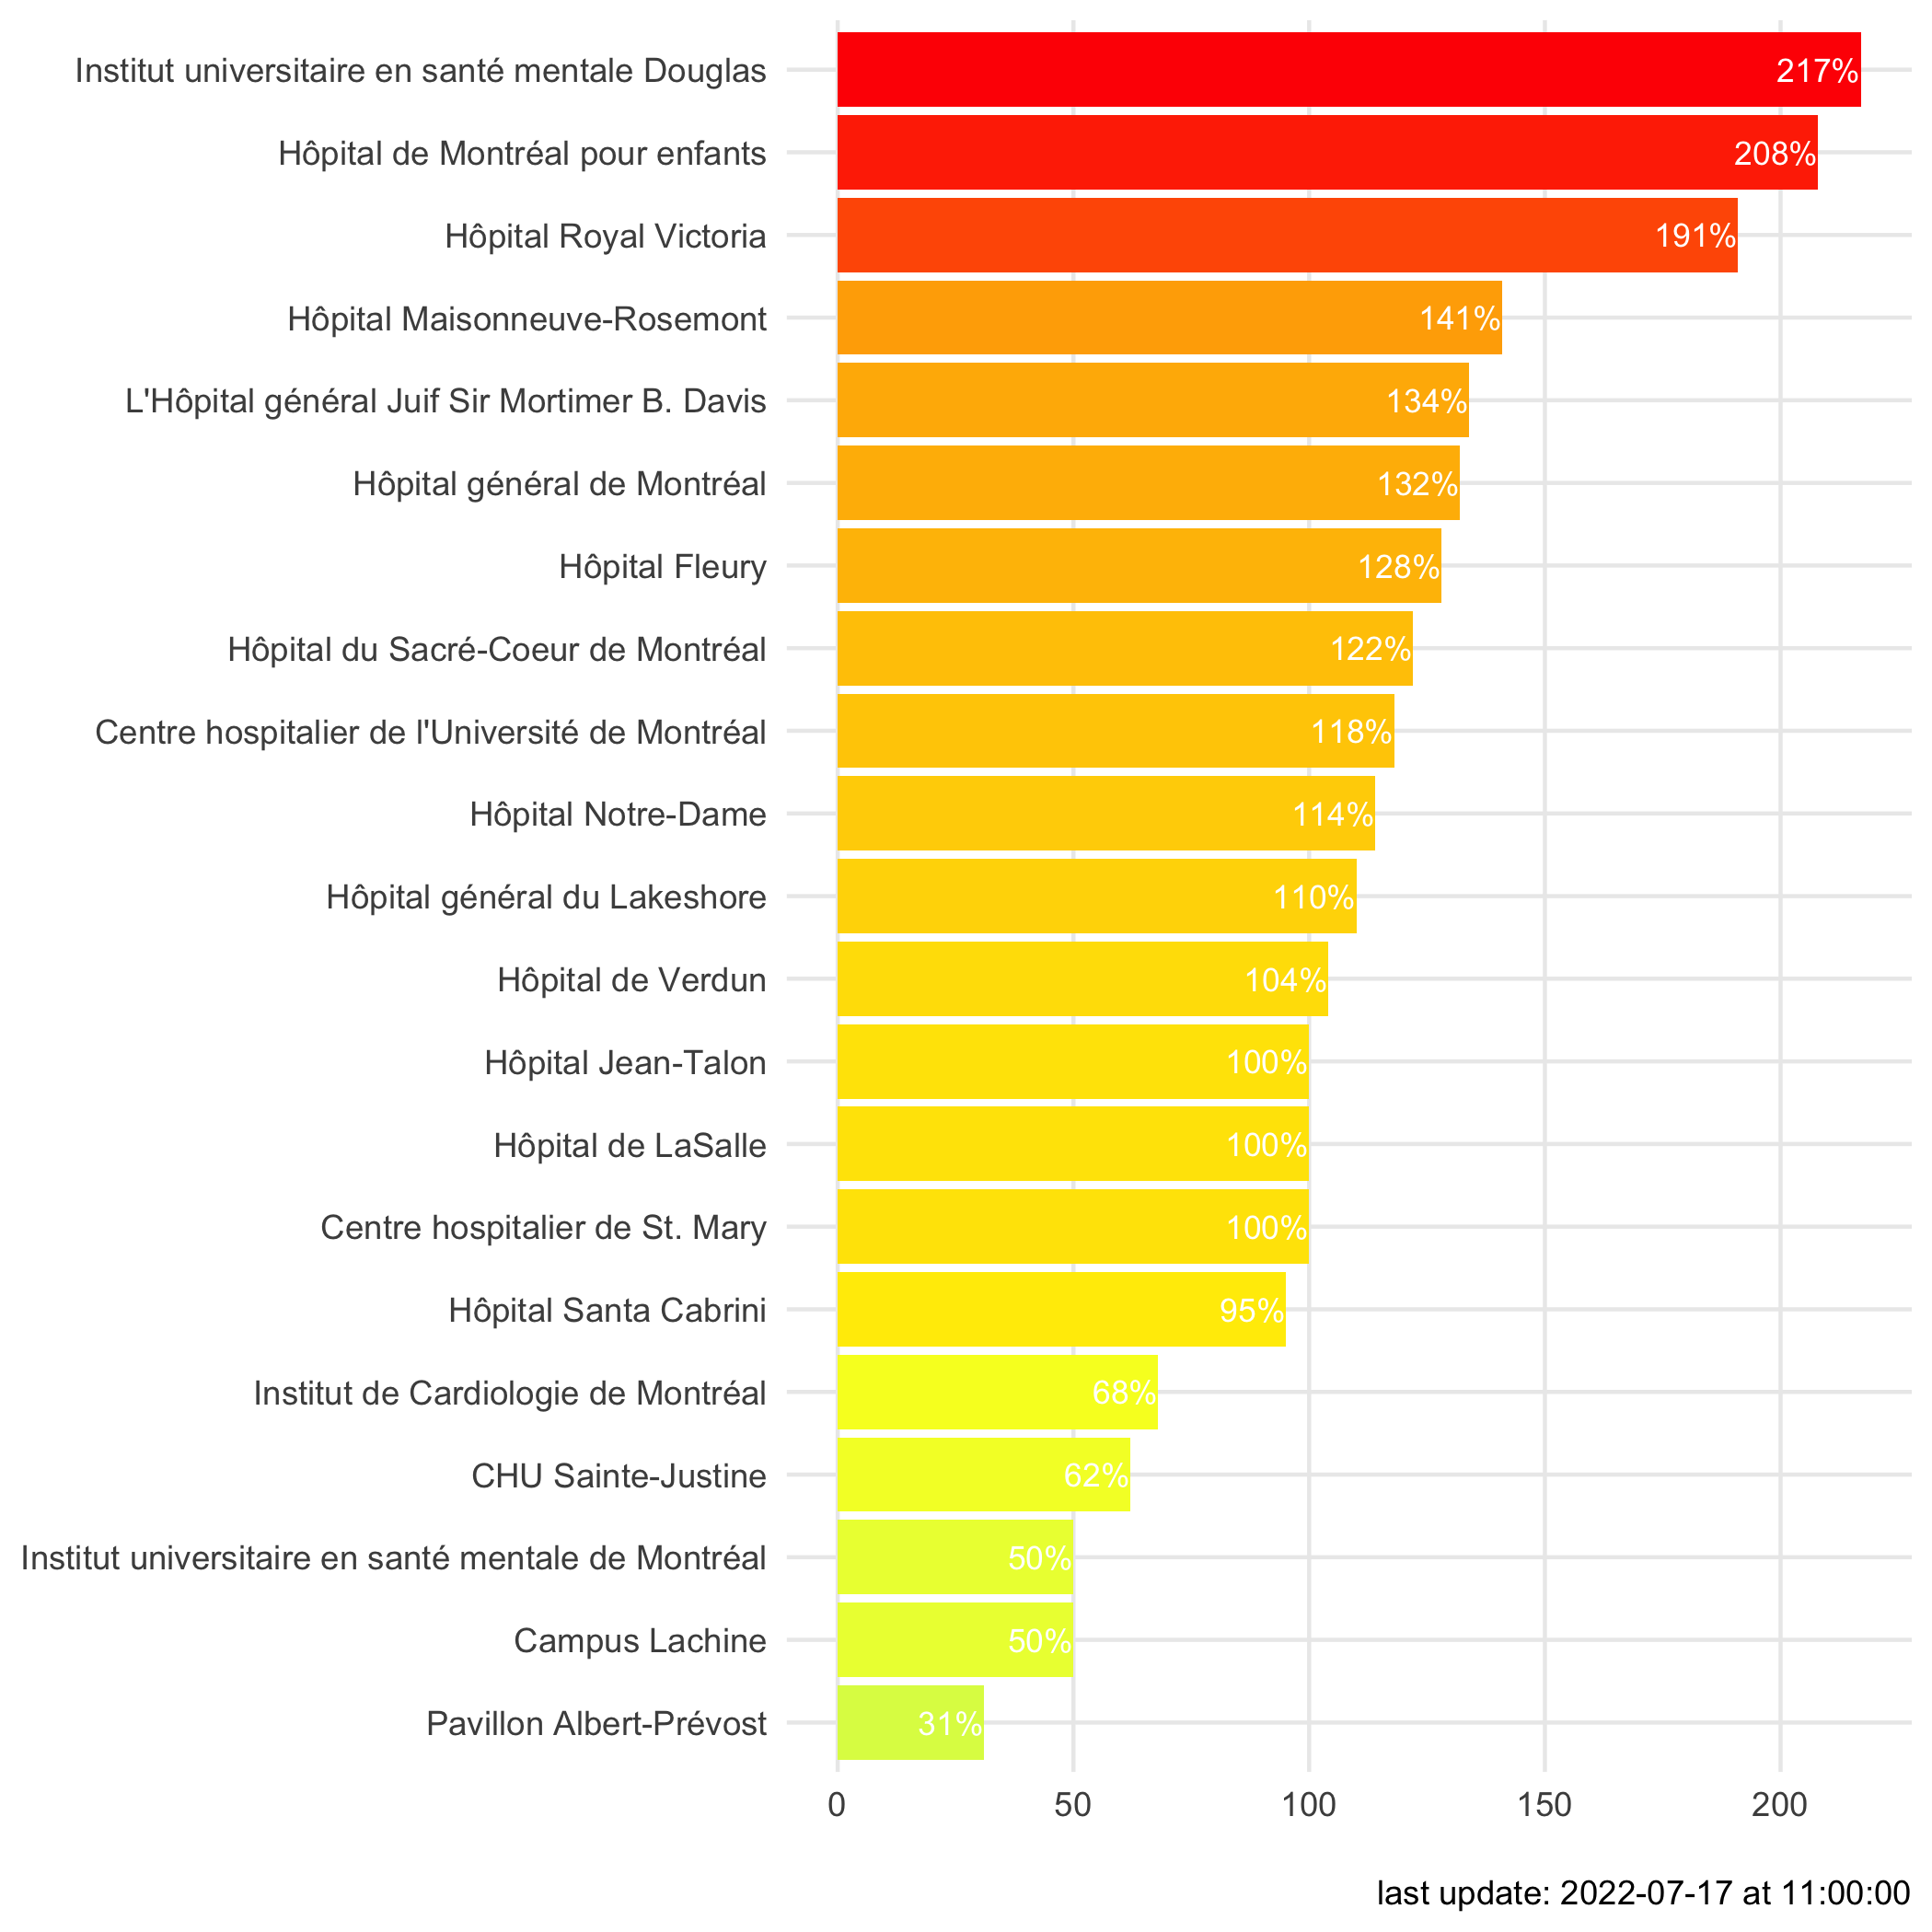 Institut universitaire en santé mentale Douglas 217%
Hôpital de Montréal pour enfants 208%
Hôpital Royal Victoria 191%
Hôpital Maisonneuve-Rosemont 141%
L'Hôpital général Juif Sir Mortimer B. Davis 134%
Hôpital général de Montréal 132%
Hôpital Fleury 128%
Hôpital du Sacré-Coeur de Montréal 122%
Centre hospitalier de l'Université de Montréal 118%
Hôpital Notre-Dame 114%
Hôpital général du Lakeshore 110%
Hôpital de Verdun 104%
Hôpital Jean-Talon 100%
Hôpital de LaSalle 100%
Centre hospitalier de St. Mary 100%
Hôpital Santa Cabrini 95%
Institut de Cardiologie de Montréal 68%
CHU Sainte-Justine 62%
Institut universitaire en santé mentale de Montréal 50%
Campus Lachine 50%
Pavillon Albert-Prévost 31%
0 50 100 150 200
last update: 2022-07-17 at 11:00:00